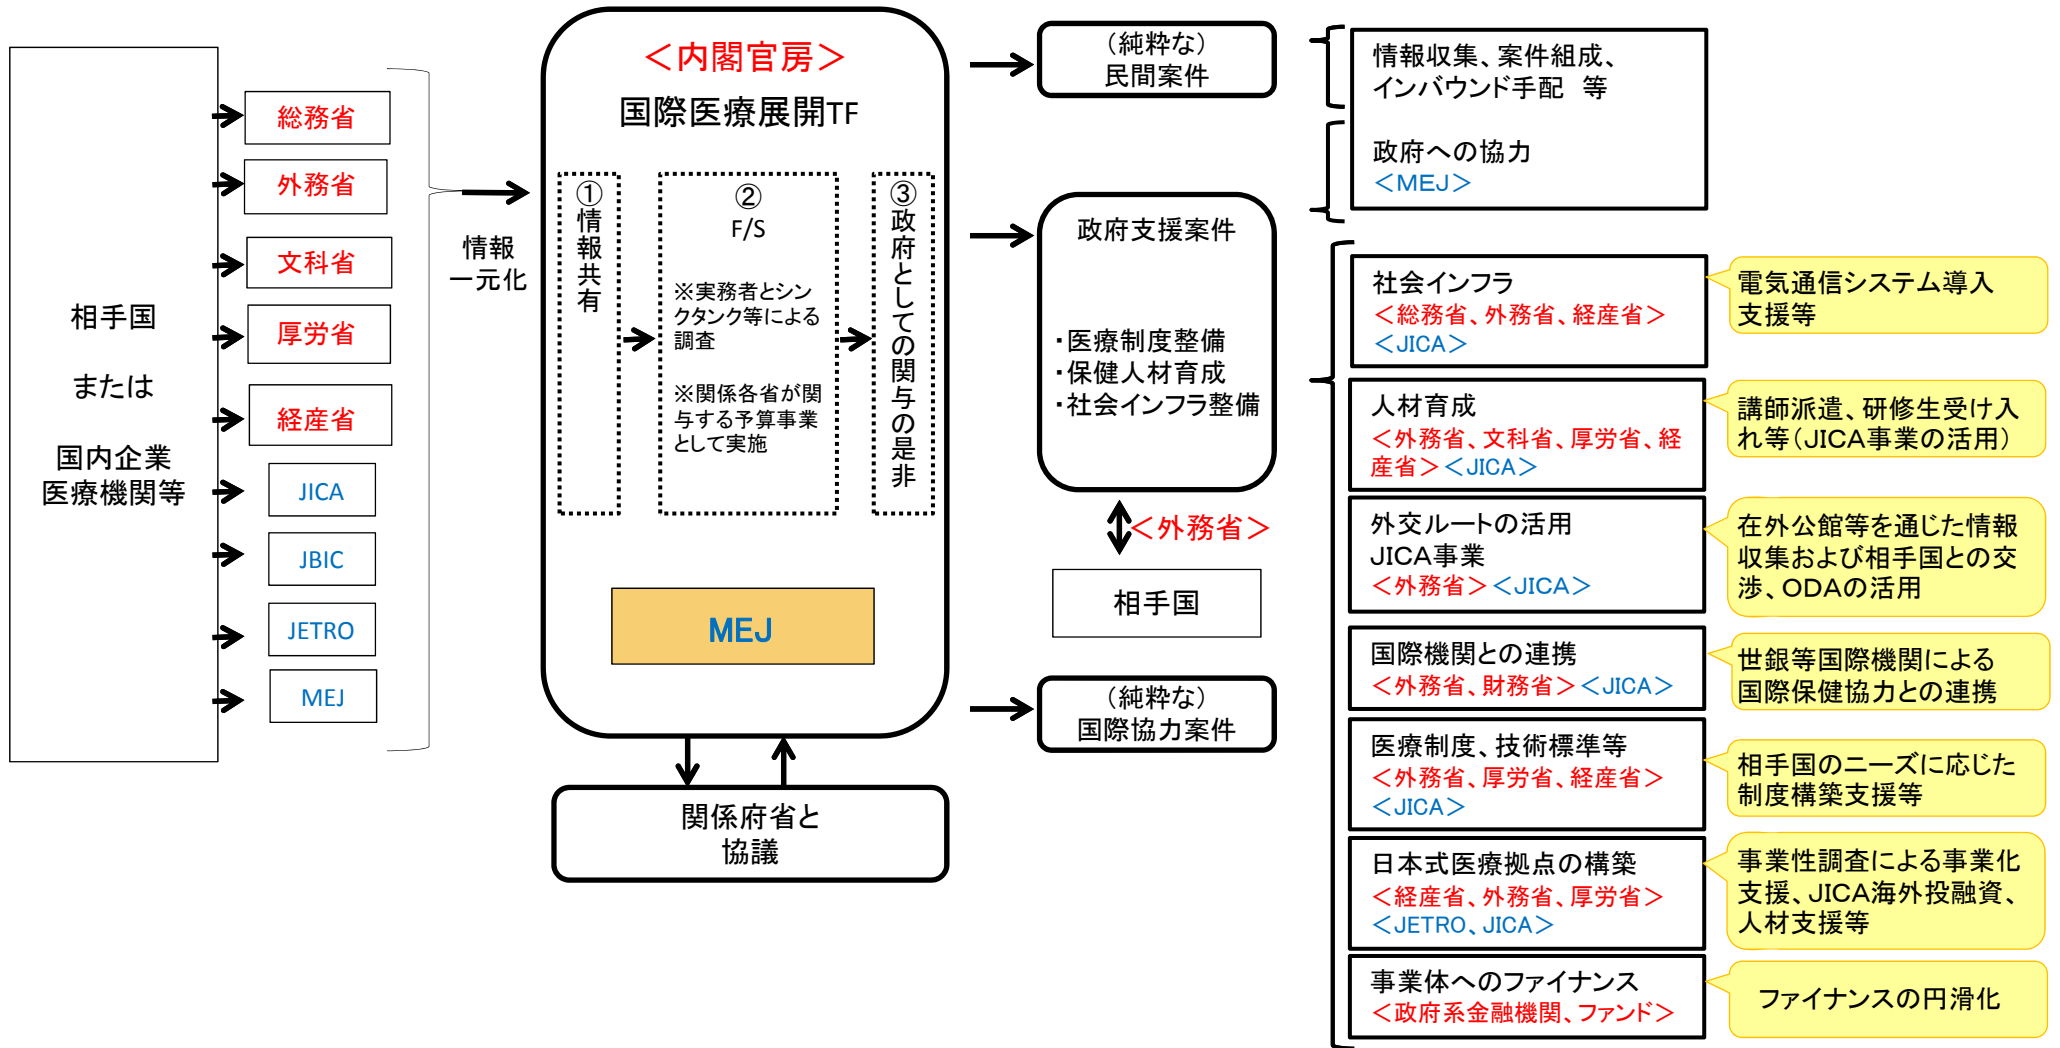 相手国
または
国内企業
医療機関等
総務省
外務省
文科省
厚労省
経産省
JICA
JBIC
JETRO
MEJ
情報
一元化
＜内閣官房＞
国際医療展開TF
①情報共有
②
F/S
※実務者とシン
クタンク等による
調査
※関係各省が関
与する予算事業
として実施
③政府としての関与の是非
MEJ
関係府省と
協議
（純粋な）
民間案件
政府支援案件
・医療制度整備
・保健人材育成
・社会インフラ整備
＜外務省＞
相手国
（純粋な）
国際協力案件
情報収集、案件組成、
インバウンド手配　等
政府への協力
＜MEJ＞
社会インフラ
＜総務省、外務省、経産省＞
＜JICA＞
電気通信システム導入
支援等
人材育成
＜外務省、文科省、厚労省、経
産省＞＜JICA＞
講師派遣、研修生受け入
れ等（JICA事業の活用）
外交ルートの活用
JICA事業
＜外務省＞＜JICA＞
在外公館等を通じた情報
収集および相手国との交
渉、ODAの活用
国際機関との連携
＜外務省、財務省＞＜JICA＞
世銀等国際機関による
国際保健協力との連携
医療制度、技術標準等
＜外務省、厚労省、経産省＞
＜JICA＞
相手国のニーズに応じた
制度構築支援等
日本式医療拠点の構築
＜経産省、外務省、厚労省＞
＜JETRO、JICA＞
事業性調査による事業化
支援、JICA海外投融資、
人材支援等
事業体へのファイナンス
＜政府系金融機関、ファンド＞
ファイナンスの円滑化